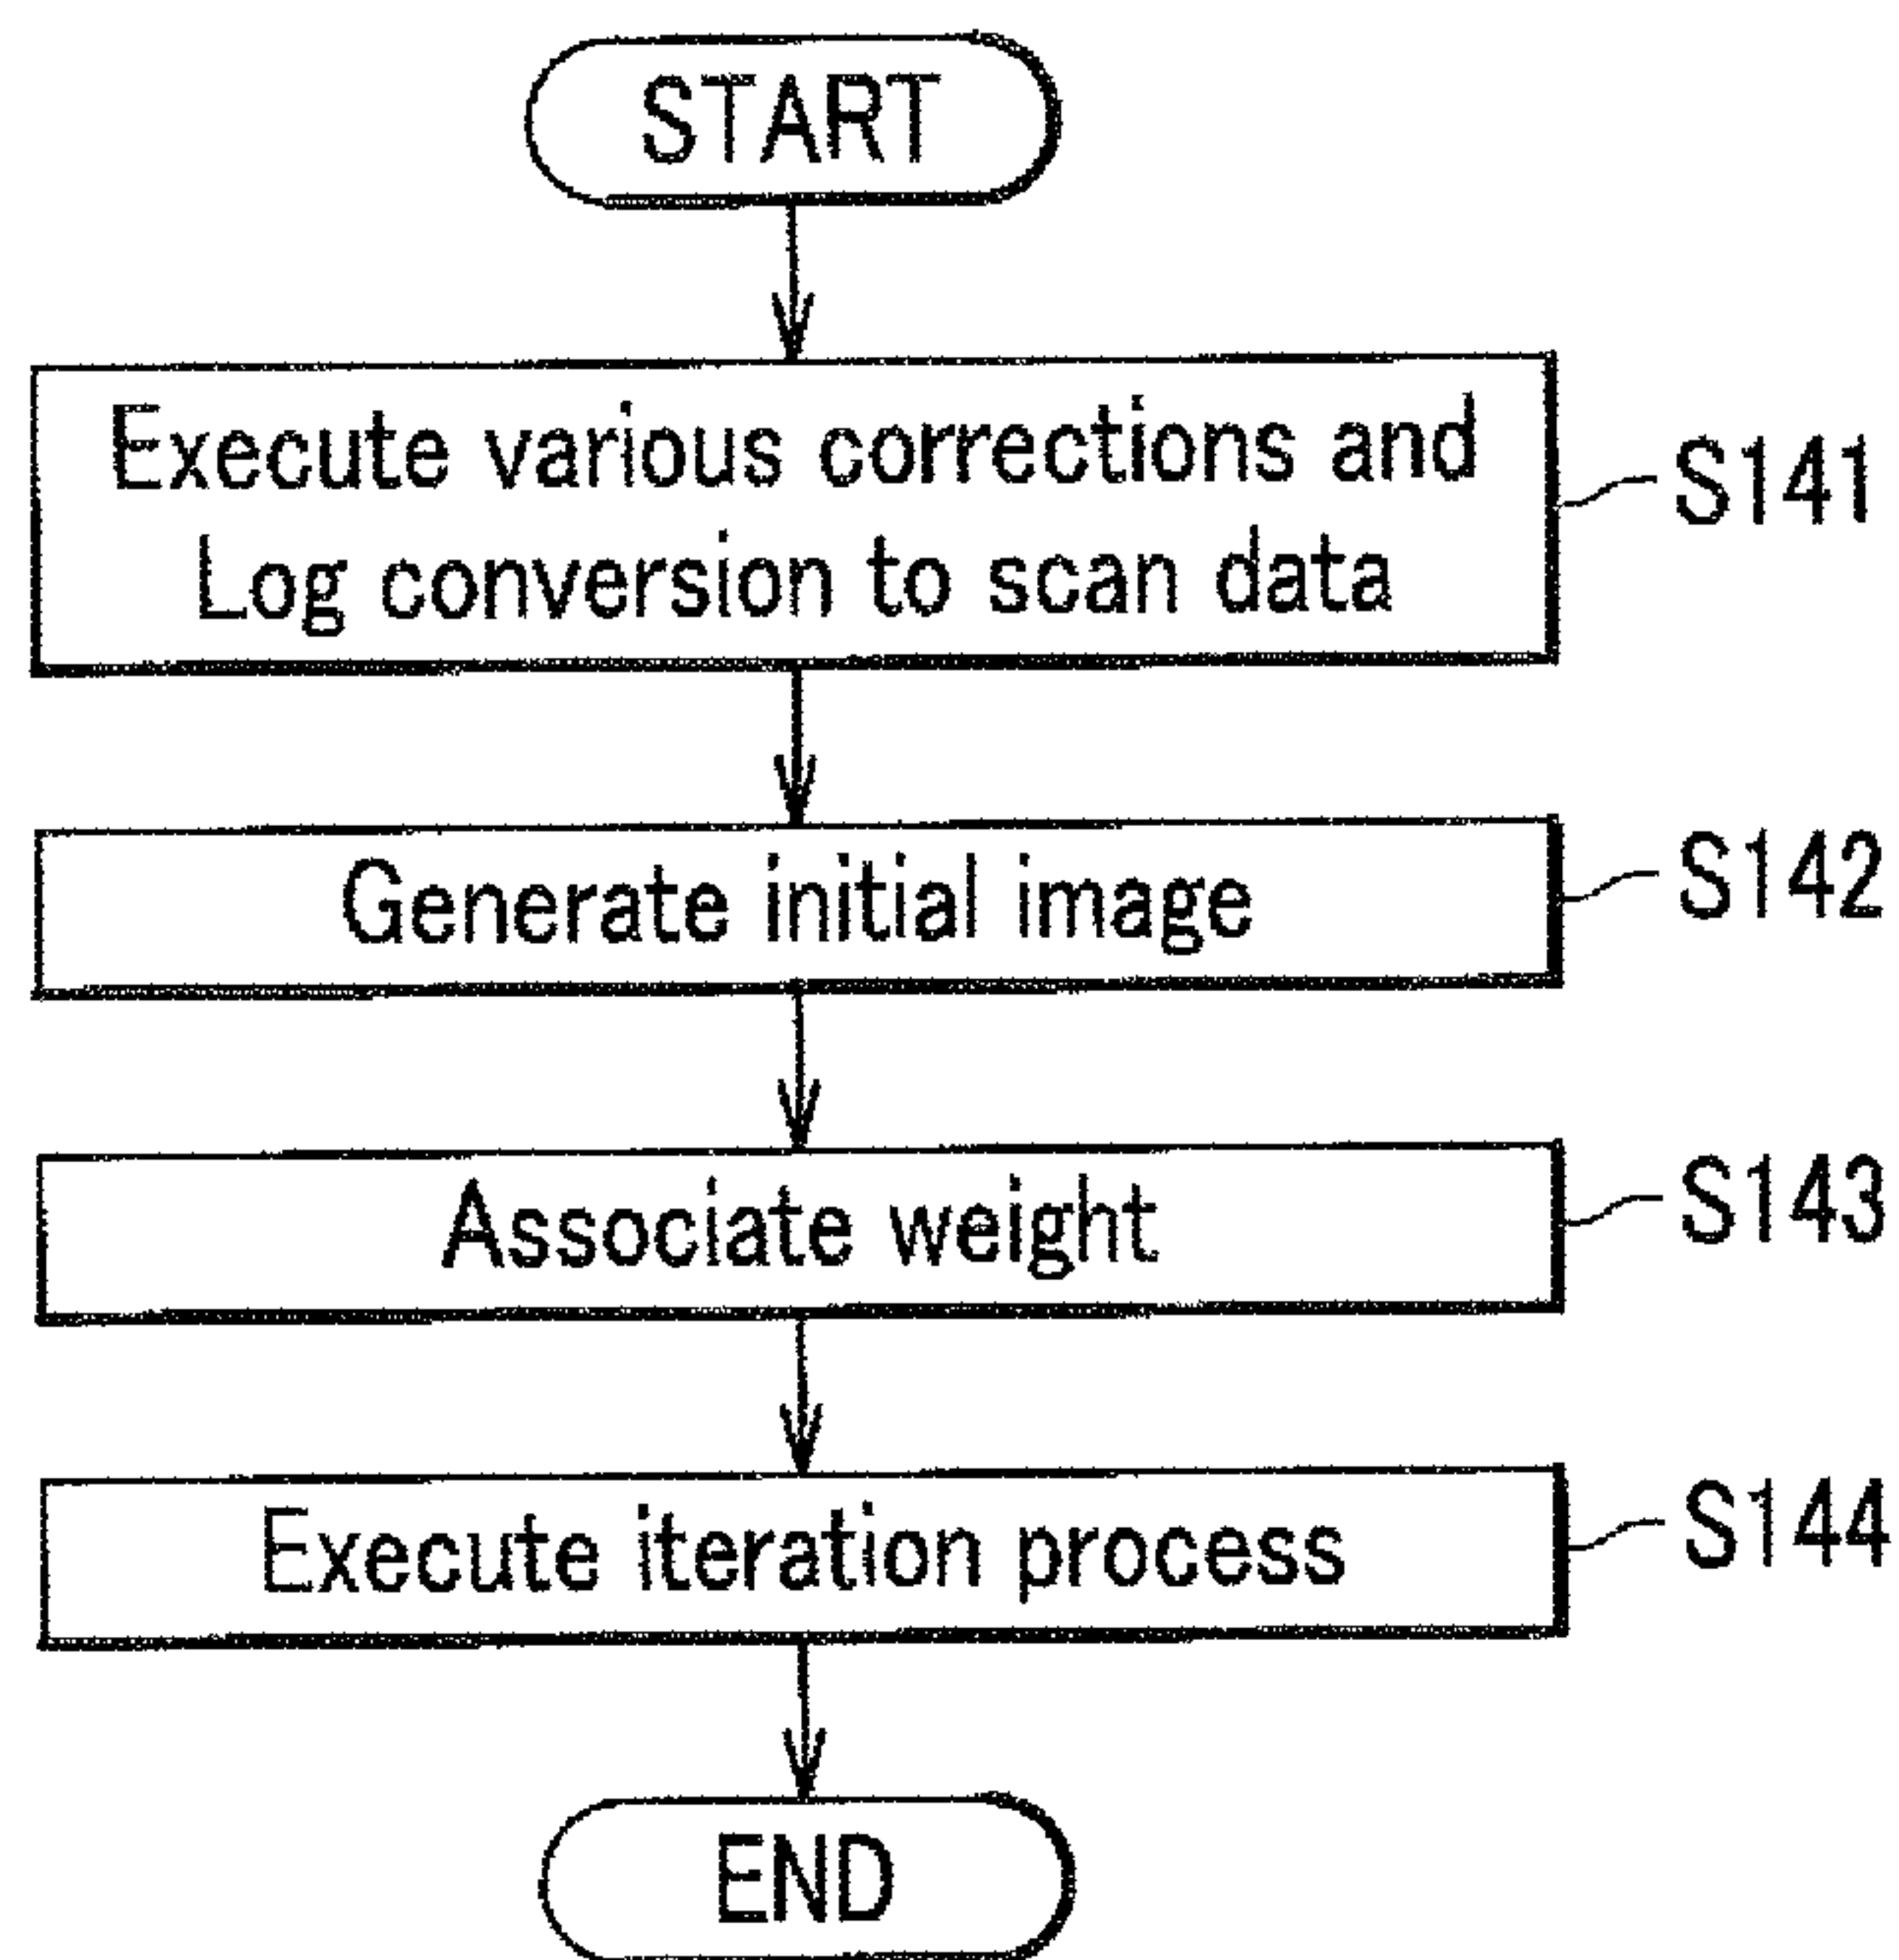 START
Execute various corrections and
Log conversion to scan data
S141
Generate initial image
S142
Associate weight
S143
Execute iteration process
S144
END